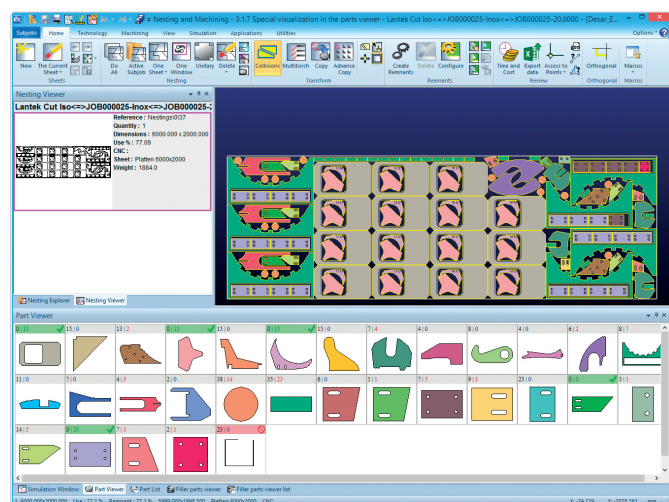 Nesting and Machining - 3.1.7 Special visualization in the parts viewer - Lantek Cut Iso<=>JOB000025-Inox<=>JOB000025-20.0000 - [Desar_E...
Subjobs Home Technology Machining View Simulation Applications Utilities Options
New The Current Sheet Do All Active Subjob One Sheet One Window Unitary Delete Collisions Multitorch Copy Advance Copy Create Remnants Delete Configure Time and Cost Export data Access to Points Orthogonal Macros
Sheets Nesting Transform Remnants Review Orthogonal Macros
Nesting Viewer
Lantek Cut Iso<=>JOB000025-Inox<=>JOB000025-2
Reference : Nestings\0\37
Quantity : 1
Dimensions : 6000.000 x 2000.000
Use % : 77.09
CNC :
Sheet : Platten 6000x2000
Weight : 1884.0
Nesting Explorer Nesting Viewer
Part Viewer
0|15 15|0 13|2 0|15 15|0 0|15 15|0 7|4 4|0 8|0 4|0 6|2 8|7
11|0 7|0 4|3 2|0 38|14 35|23 6|0 1|1 7|5 9|1 23|0 3|1
14|5 0|25 7|3 2|2 23|0
Simulation Window Part Viewer Part List Filler parts viewer Filler parts viewer list